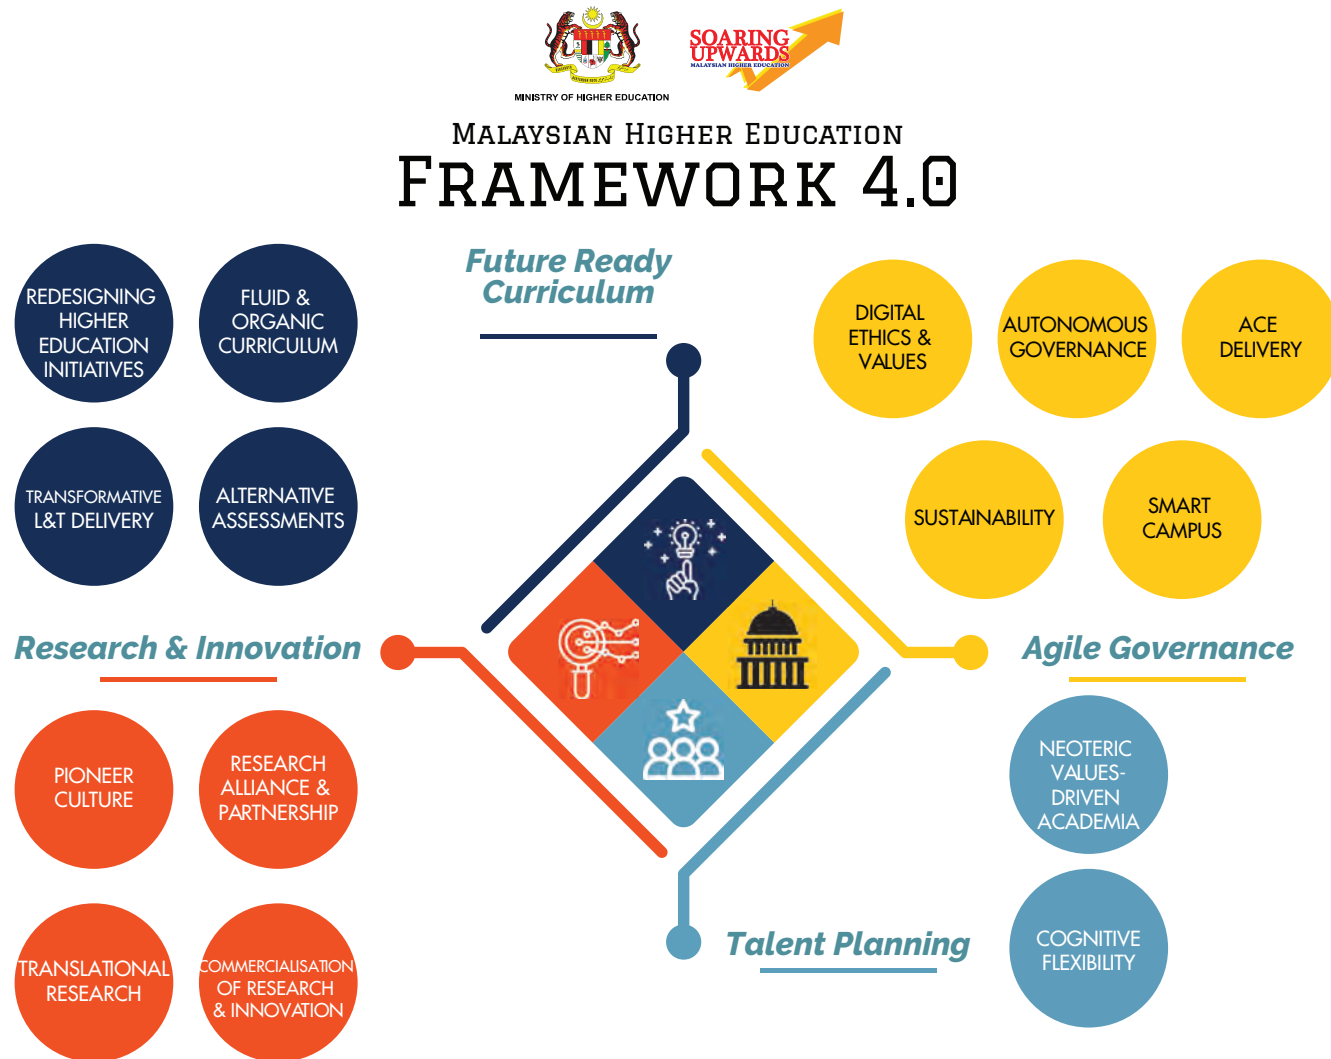 SOARING
UPWARDS
MALAYSIAN HIGHER EDUCATION
MINISTRY OF HIGHER EDUCATION
MALAYSIAN HIGHER EDUCATION
FRAMEWORK 4.0
Future Ready
Curriculum
REDESIGNING
HIGHER
EDUCATION
INITIATIVES
FLUID &
ORGANIC
CURRICULUM
TRANSFORMATIVE
L&T DELIVERY
ALTERNATIVE
ASSESSMENTS
DIGITAL
ETHICS &
VALUES
AUTONOMOUS
GOVERNANCE
ACE
DELIVERY
SUSTAINABILITY
SMART
CAMPUS
Research & Innovation
Agile Governance
PIONEER
CULTURE
RESEARCH
ALLIANCE &
PARTNERSHIP
TRANSLATIONAL
RESEARCH
COMMERCIALISATION
OF RESEARCH
& INNOVATION
Talent Planning
NEOTERIC
VALUES-
DRIVEN
ACADEMIA
COGNITIVE
FLEXIBILITY